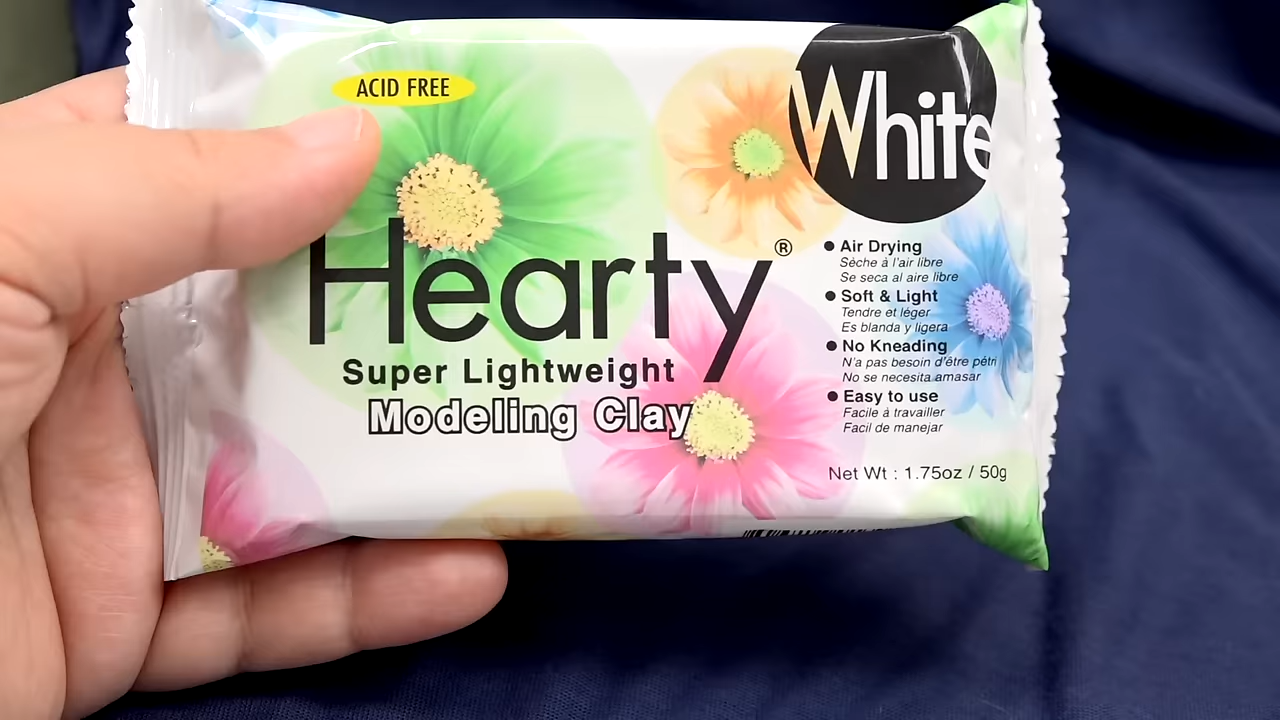 ACID FREE
White
Hearty®
Super Lightweight
Modeling Clay
● Air Drying
Sèche à l'air libre
Se seca al aire libre
● Soft & Light
Tendre et léger
Es blanda y ligera
● No Kneading
N'a pas besoin d'être pétri
No se necesita amasar
● Easy to use
Facile à travailler
Facil de manejar
Net Wt : 1.75oz / 50g